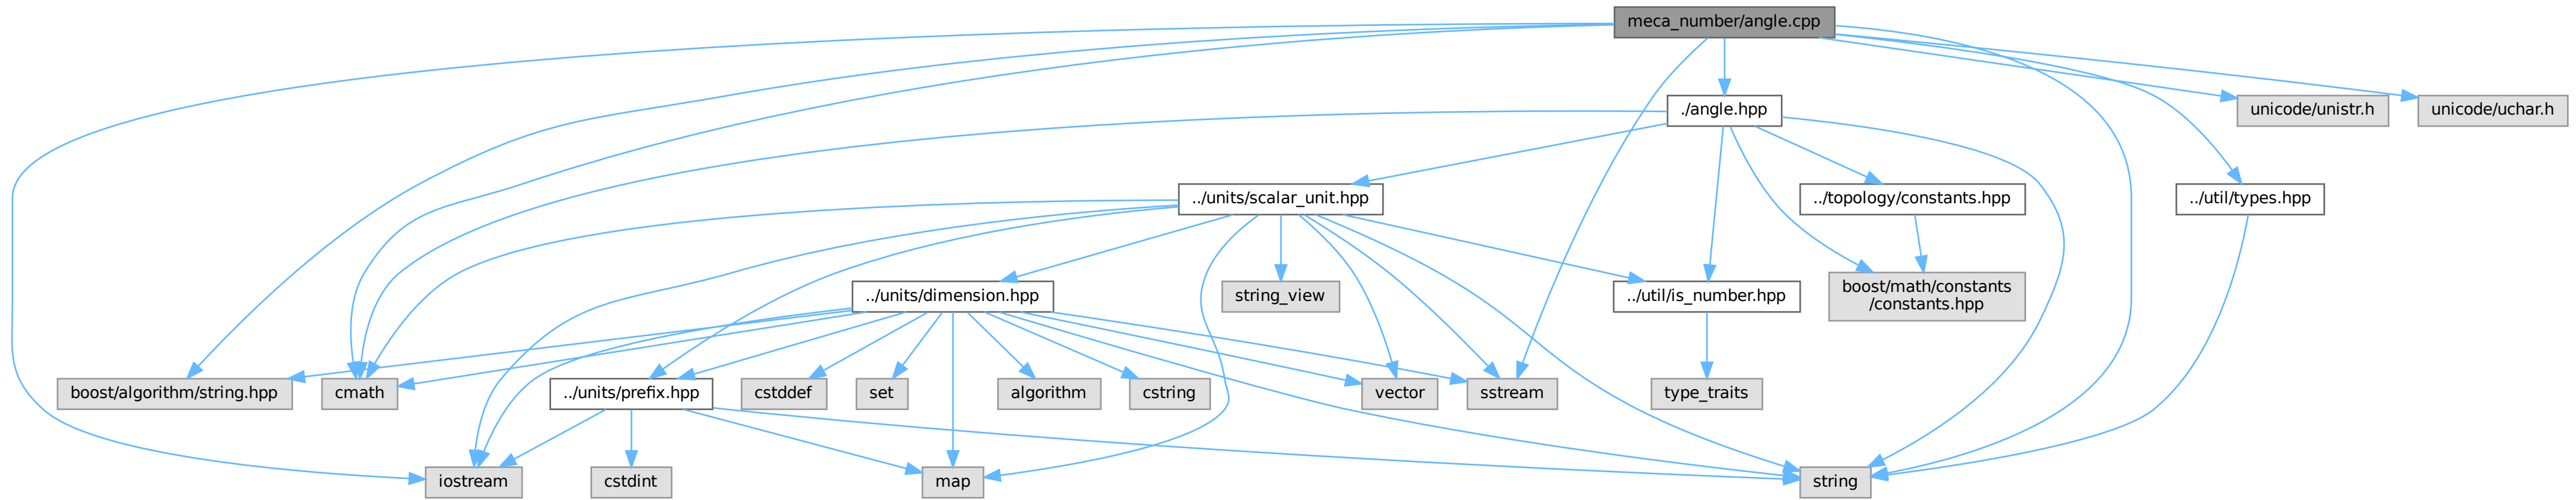 meca_number/angle.cpp
./angle.hpp
unicode/unistr.h
unicode/uchar.h
../units/scalar_unit.hpp
../topology/constants.hpp
../util/types.hpp
../units/dimension.hpp
string_view
../util/is_number.hpp
boost/math/constants
/constants.hpp
boost/algorithm/string.hpp
cmath
../units/prefix.hpp
cstddef
set
algorithm
cstring
vector
sstream
type_traits
iostream
cstdint
map
string